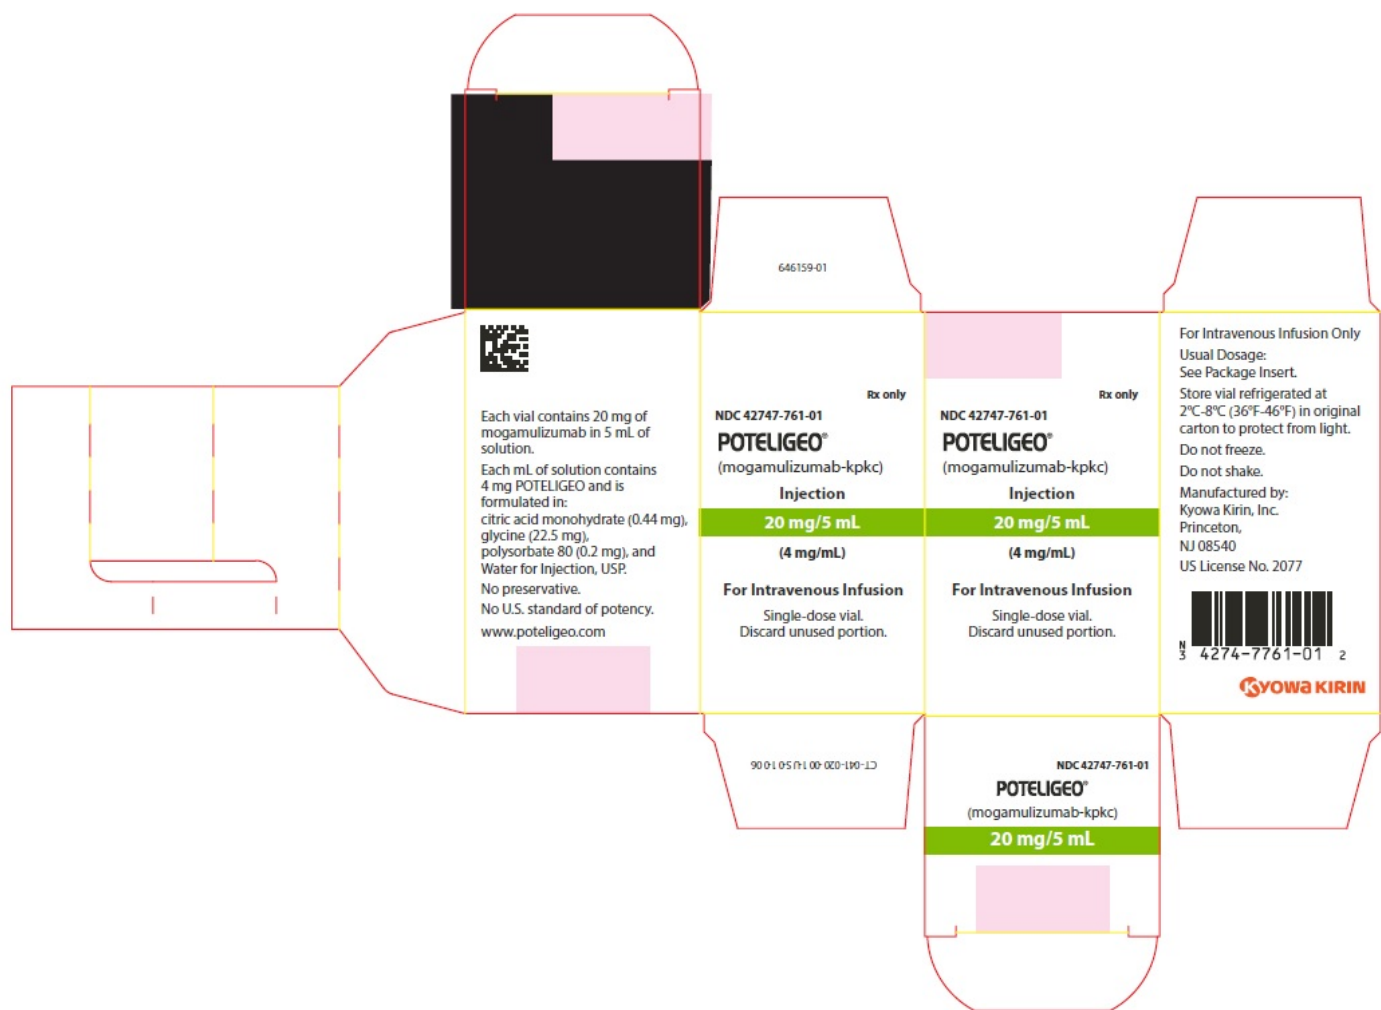 646159-01
Each vial contains 20 mg of
mogamulizumab in 5 mL of
solution.
Each mL of solution contains
4 mg POTELIGEO and is
formulated in:
citric acid monohydrate (0.44 mg),
glycine (22.5 mg),
polysorbate 80 (0.2 mg), and
Water for Injection, USP.
No preservative.
No U.S. standard of potency.
www.poteligeo.com
Rx only
NDC 42747-761-01
POTELIGEO®
(mogamulizumab-kpkc)
Injection
20 mg/5 mL
(4 mg/mL)
For Intravenous Infusion
Single-dose vial.
Discard unused portion.
Rx only
NDC 42747-761-01
POTELIGEO®
(mogamulizumab-kpkc)
Injection
20 mg/5 mL
(4 mg/mL)
For Intravenous Infusion
Single-dose vial.
Discard unused portion.
For Intravenous Infusion Only
Usual Dosage:
See Package Insert.
Store vial refrigerated at
2°C-8°C (36°F-46°F) in original
carton to protect from light.
Do not freeze.
Do not shake.
Manufactured by:
Kyowa Kirin, Inc.
Princeton,
NJ 08540
US License No. 2077
N
3 4274-7761-01 2
KYOWA KIRIN
NDC 42747-761-01
POTELIGEO®
(mogamulizumab-kpkc)
20 mg/5 mL